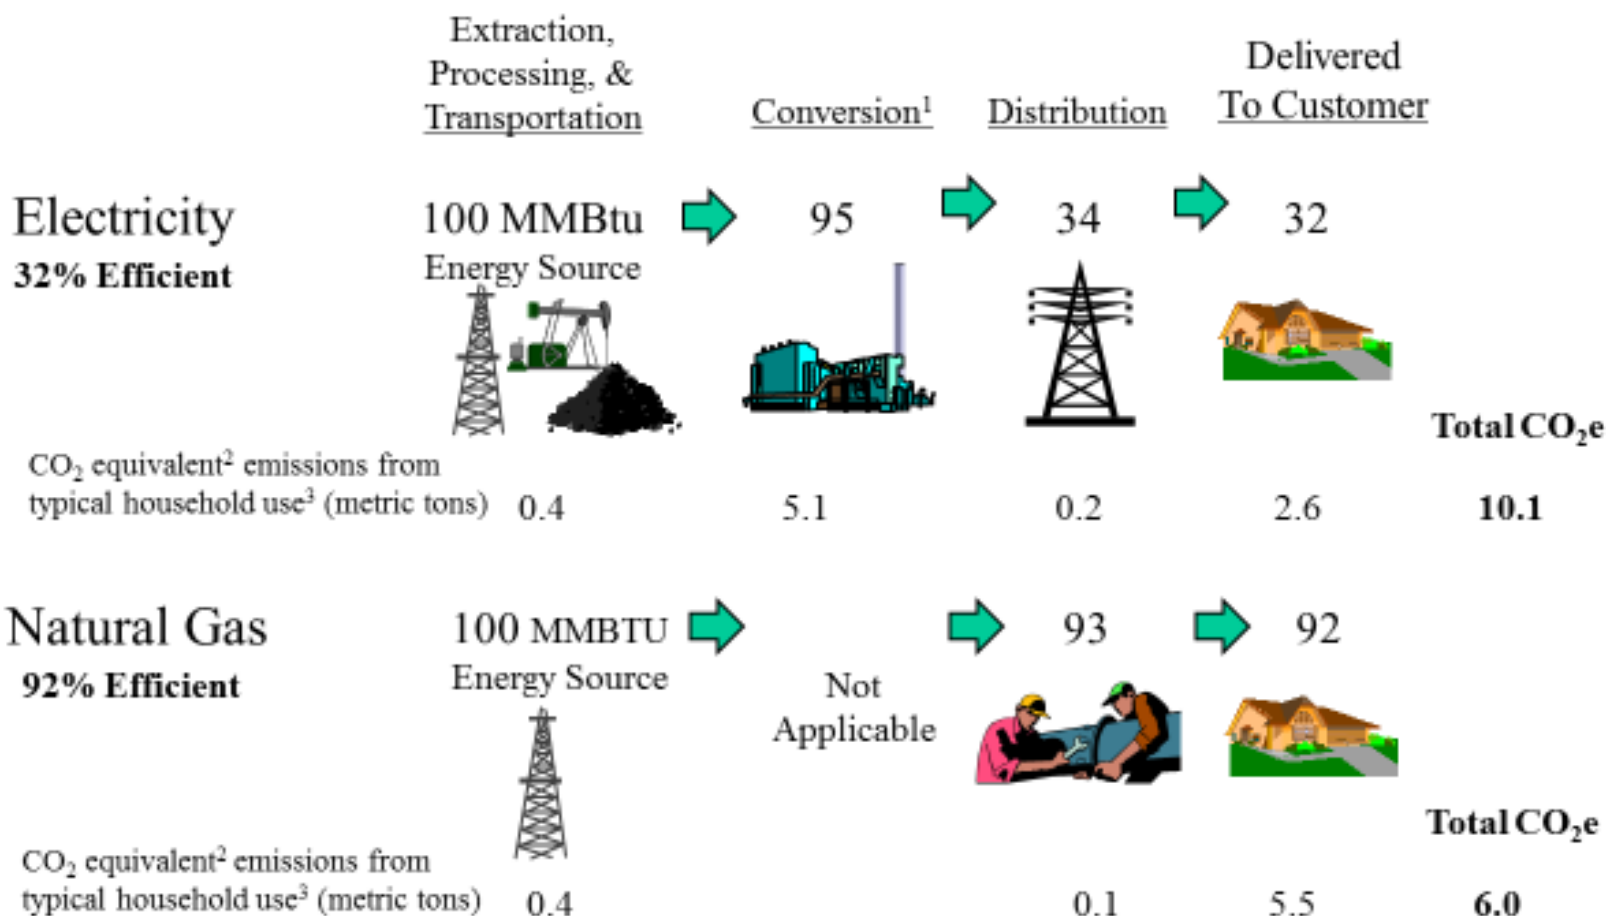 Extraction,
Processing, &
Transportation
Conversion¹
Distribution
Delivered
To Customer
Electricity
32% Efficient
100 MMBtu
Energy Source
95
34
32
Total CO₂e
CO₂ equivalent² emissions from
typical household use³ (metric tons) 0.4 5.1 0.2 2.6 10.1
Natural Gas
92% Efficient
100 MMBTU
Energy Source
Not
Applicable
93
92
Total CO₂e
CO₂ equivalent² emissions from
typical household use³ (metric tons) 0.4 0.1 5.5 6.0